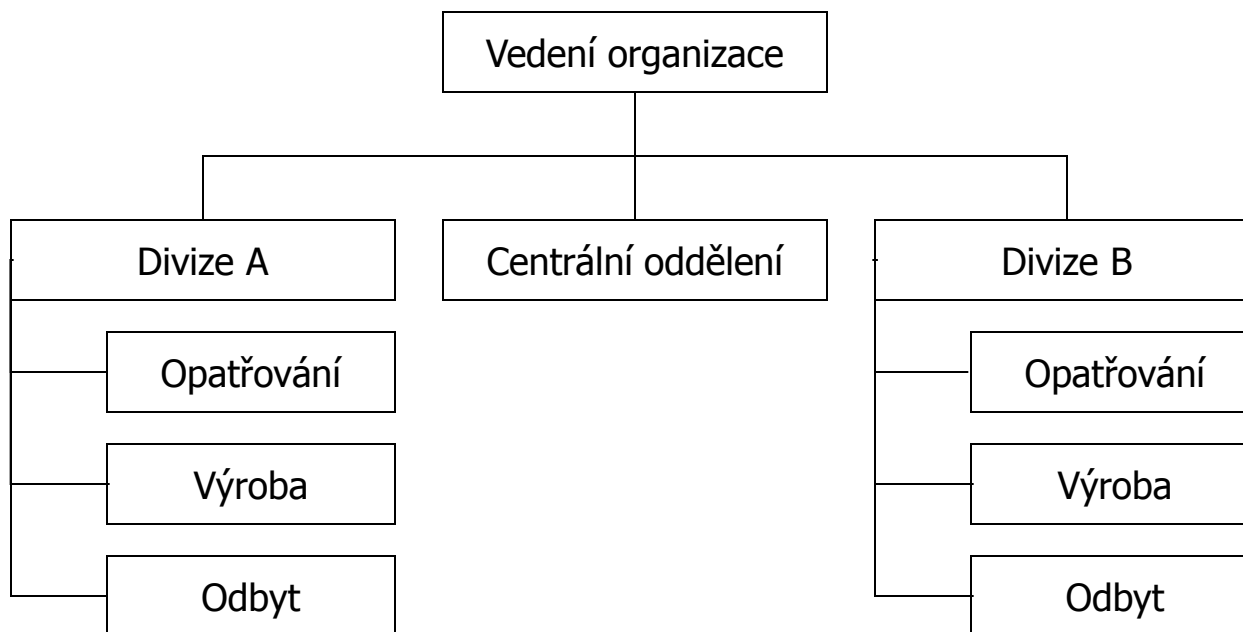 Vedení organizace
Divize A
Centrální oddělení
Divize B
Opatřování
Opatřování
Výroba
Výroba
Odbyt
Odbyt